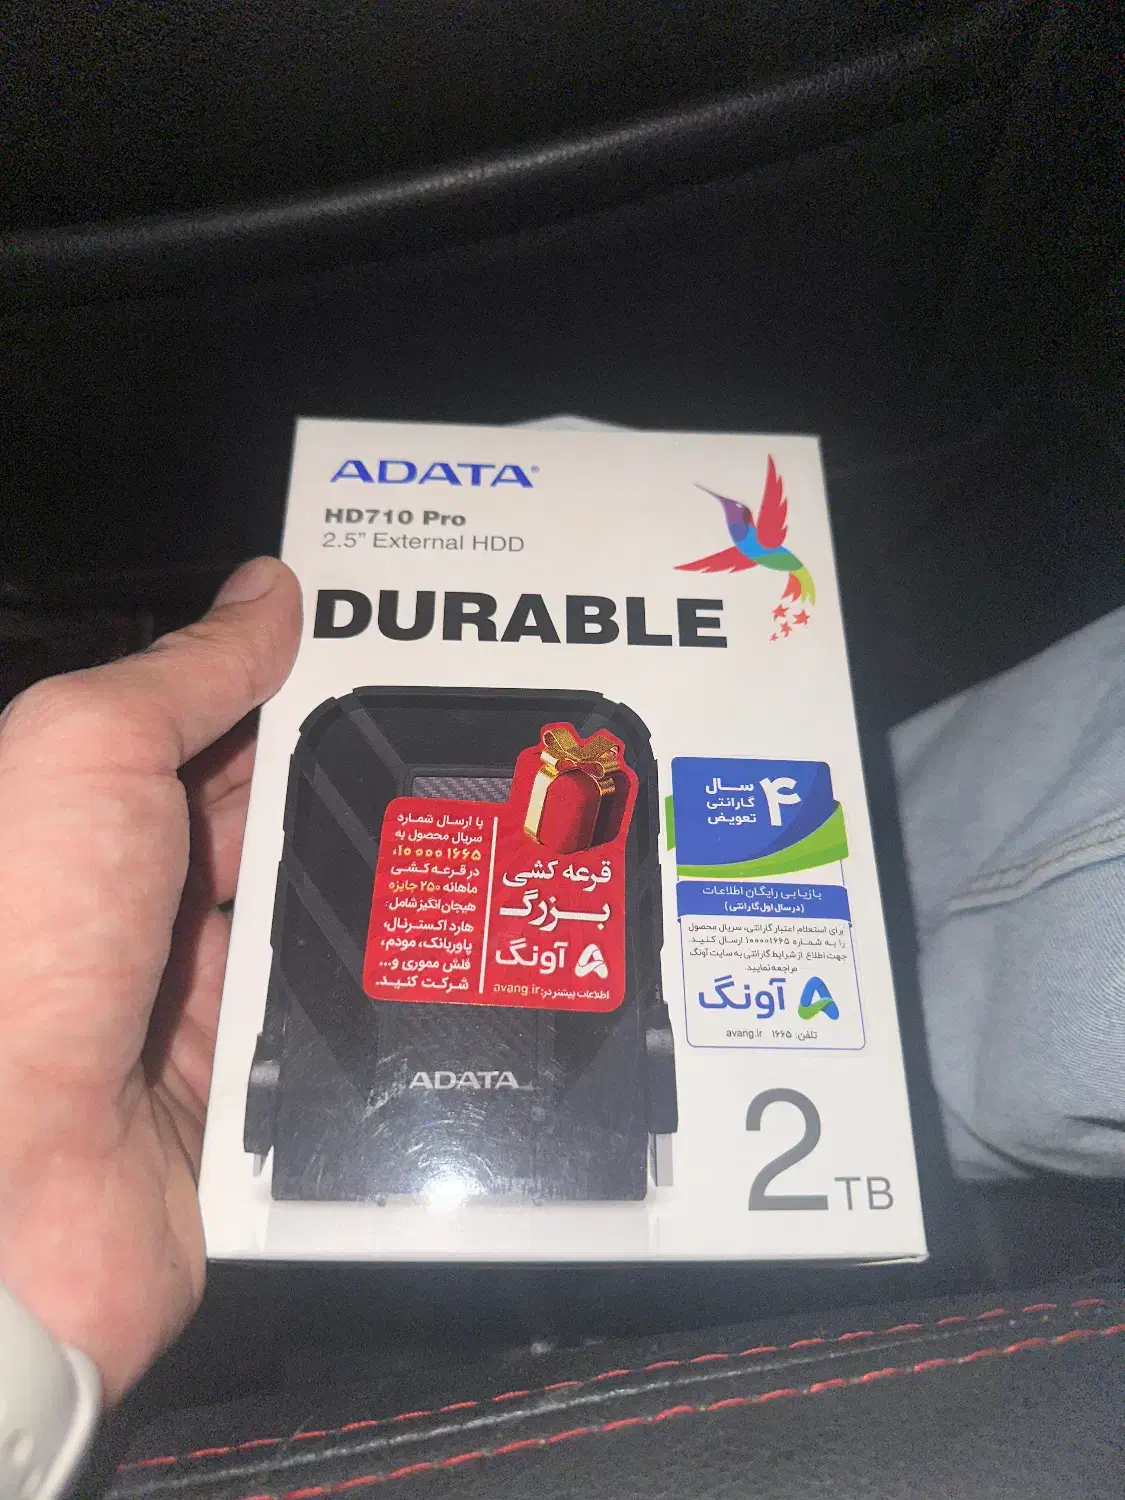 ADATA®
HD710 Pro
2.5” External HDD
DURABLE
با ارسال شماره
سریال محصول به
۱۰۰۰۰۱۶۶۵،
در قرعه‌کشی
ماهانه ۲۵۰ جایزه
هیجان‌انگیز شامل:
هارد اکسترنال،
پاوربانک، مودم،
فلش مموری و...
شرکت کنید.
قرعه کشی
بزرگ
آونگ
اطلاعات بیشتر در: avang.ir
۴ سال
گارانتی
تعویض
بازیابی رایگان اطلاعات
(در سال اول گارانتی)
برای استعلام اعتبار گارانتی، سریال محصول
را به شماره ۱۰۰۰۰۱۶۶۵ ارسال کنید.
جهت اطلاع از شرایط گارانتی به سایت آونگ
مراجعه نمایید.
آونگ
تلفن: ۱۶۶۵ avang.ir
ADATA
2TB